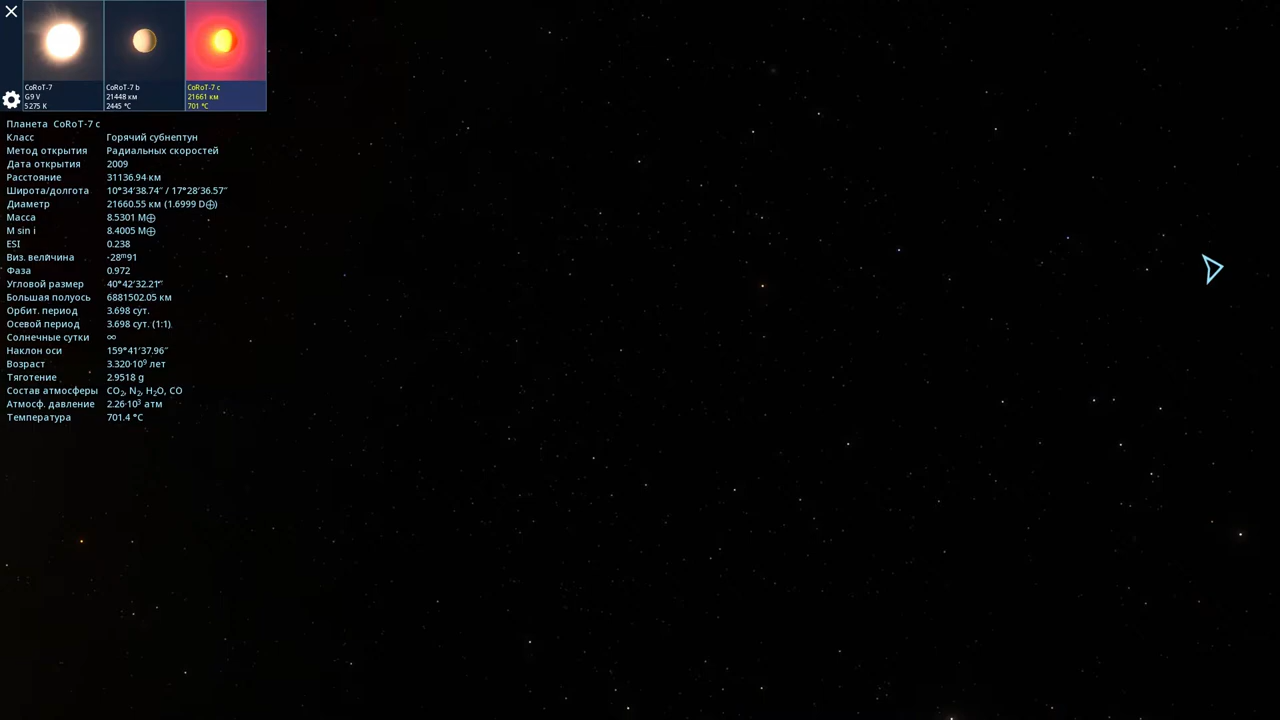 CoRoT-7
G9 V
5275 K
CoRoT-7 b
21448 км
2445 °C
CoRoT-7 c
21661 км
701 °C
Планета CoRoT-7 c
Класс Горячий субнептун
Метод открытия Радиальных скоростей
Дата открытия 2009
Расстояние 31136.94 км
Широта/долгота 10°34′38.74″ / 17°28′36.57″
Диаметр 21660.55 км (1.6999 D⊕)
Масса 8.5301 M⊕
M sin i 8.4005 M⊕
ESI 0.238
Виз. величина -28ᵐ91
Фаза 0.972
Угловой размер 40°42′32.21″
Большая полуось 6881502.05 км
Орбит. период 3.698 сут.
Осевой период 3.698 сут. (1:1)
Солнечные сутки ∞
Наклон оси 159°41′37.96″
Возраст 3.320·10⁹ лет
Тяготение 2.9518 g
Состав атмосферы CO₂, N₂, H₂O, CO
Атмосф. давление 2.26·10³ атм
Температура 701.4 °C